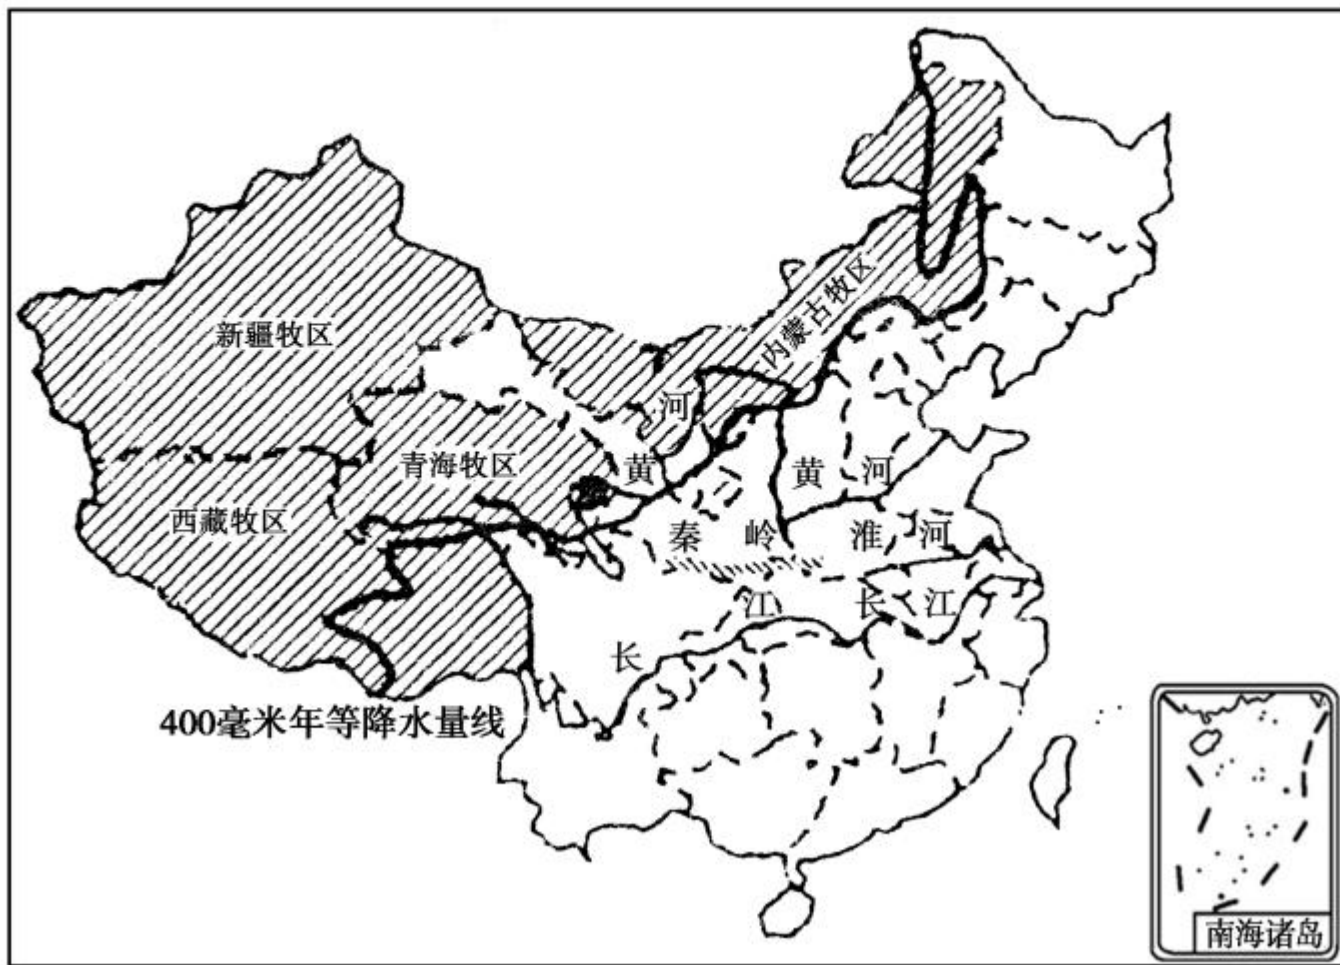 新疆牧区
内蒙古牧区
河
青海牧区
黄
黄 河
西藏牧区
秦 岭 淮 河
江 长 江
长
400毫米年等降水量线
南海诸岛